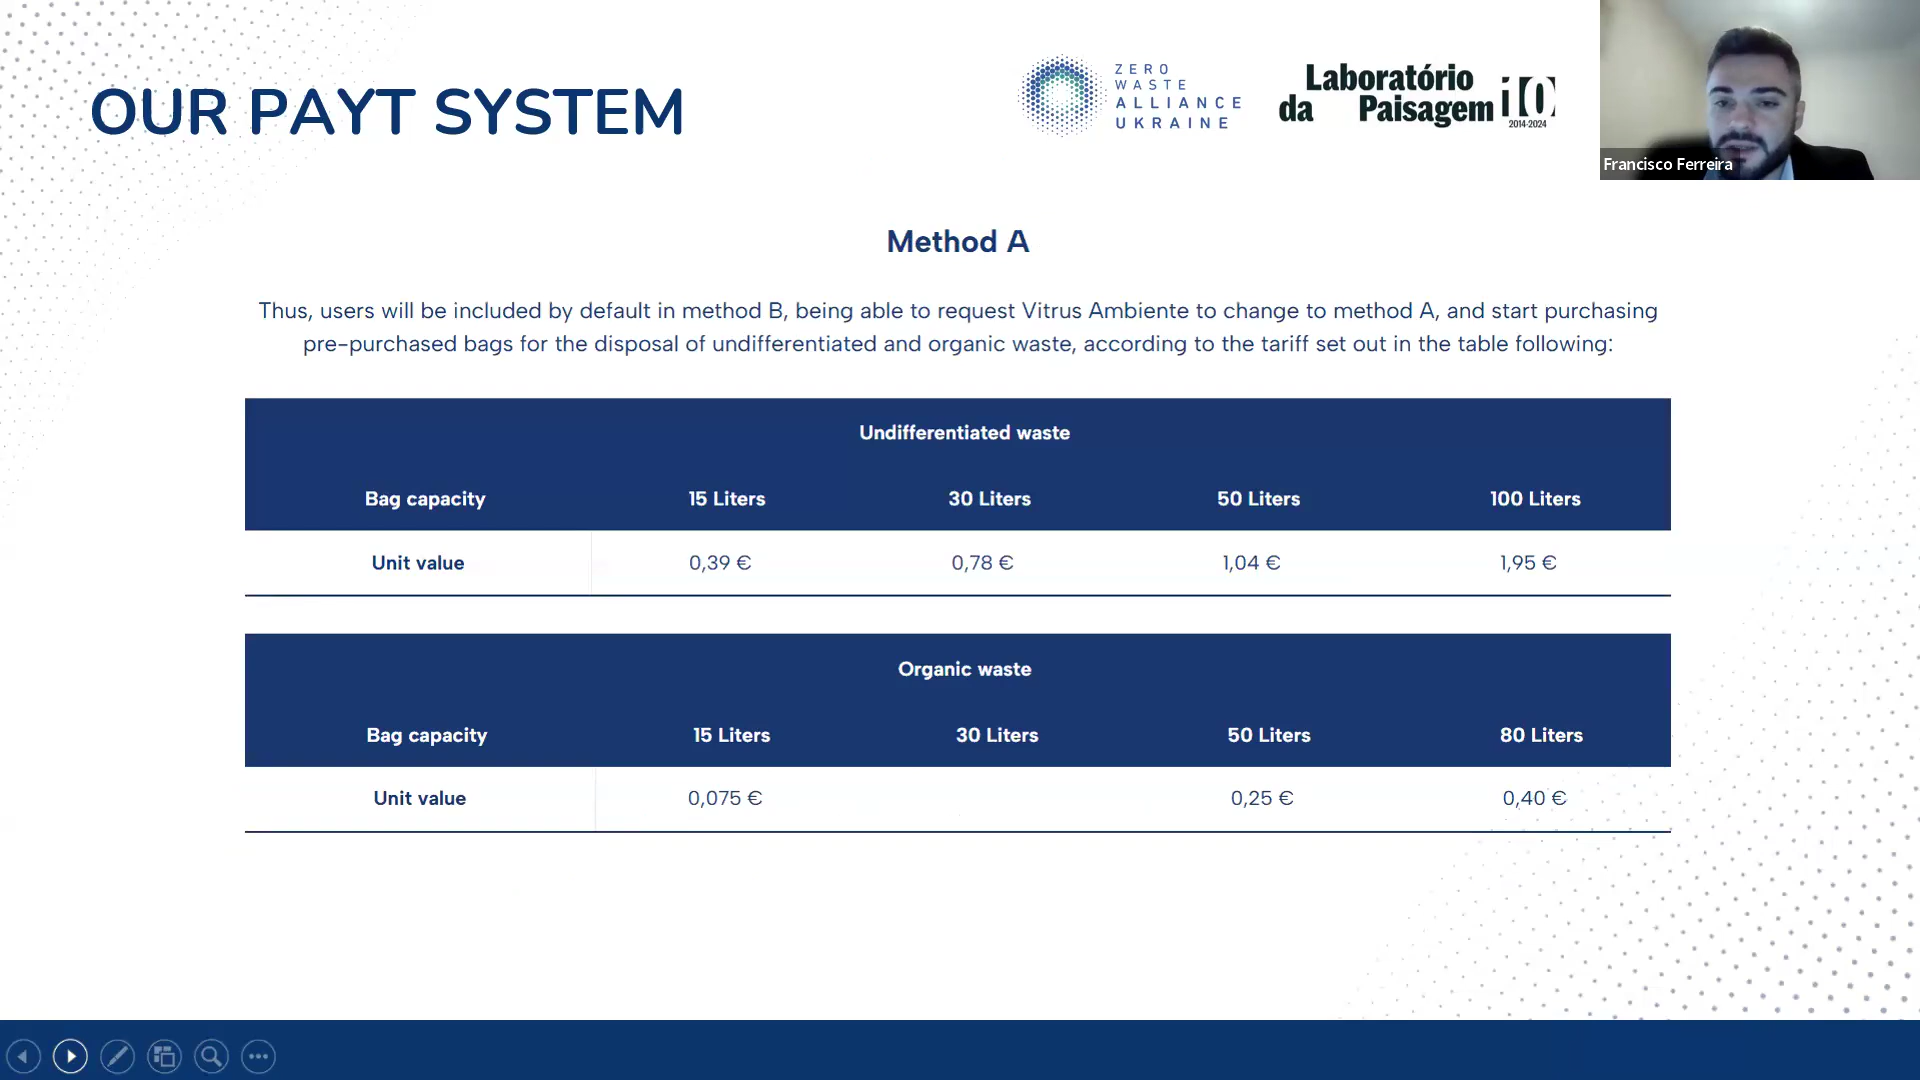 OUR PAYT SYSTEM
ZERO
WASTE
ALLIANCE
UKRAINE
Laboratório
da Paisagem
10
2014-2024
Francisco Ferreira
Method A
Thus, users will be included by default in method B, being able to request Vitrus Ambiente to change to method A, and start purchasing
pre-purchased bags for the disposal of undifferentiated and organic waste, according to the tariff set out in the table following:
Undifferentiated waste
Bag capacity 15 Liters 30 Liters 50 Liters 100 Liters
Unit value 0,39 € 0,78 € 1,04 € 1,95 €
Organic waste
Bag capacity 15 Liters 30 Liters 50 Liters 80 Liters
Unit value 0,075 € 0,25 € 0,40 €